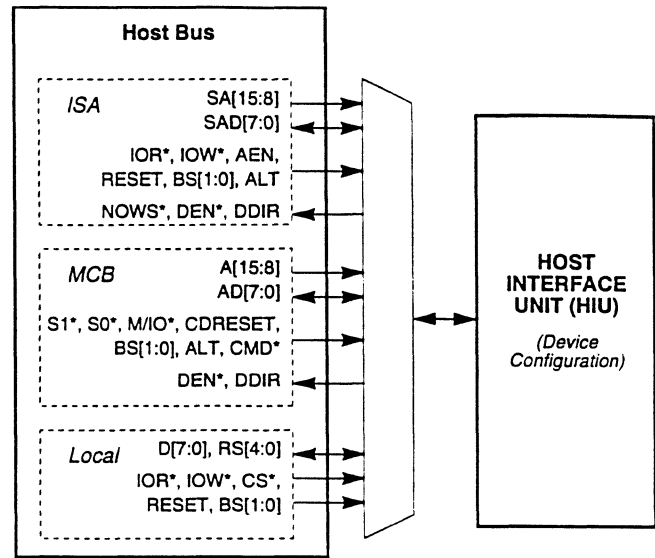 Host Bus
ISA
SA[15:8]
SAD[7:0]
IOR*, IOW*, AEN,
RESET, BS[1:0], ALT
NOWS*, DEN*, DDIR
MCB
A[15:8]
AD[7:0]
S1*, S0*, M/IO*, CDRESET,
BS[1:0], ALT, CMD*
DEN*, DDIR
Local
D[7:0], RS[4:0]
IOR*, IOW*, CS*,
RESET, BS[1:0]
HOST
INTERFACE
UNIT (HIU)
(Device
Configuration)